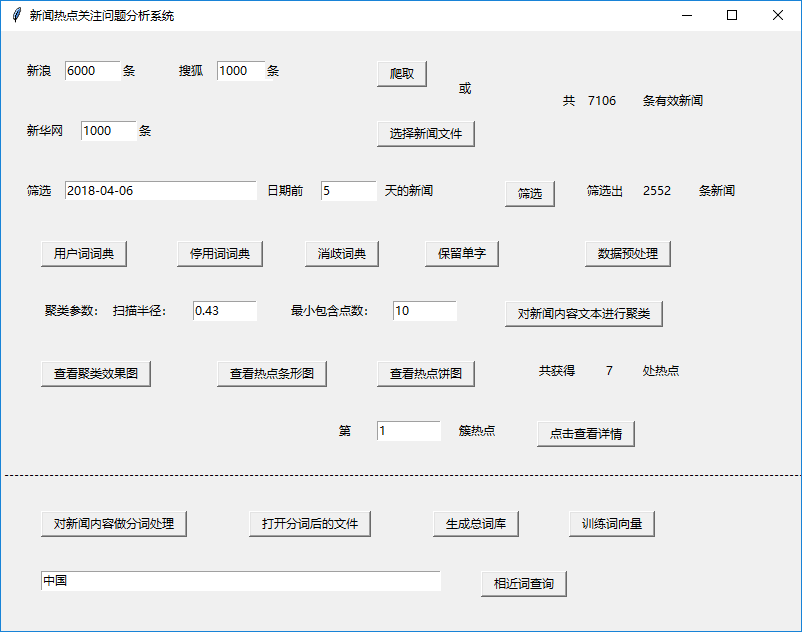 新闻热点关注问题分析系统
新浪 6000 条 搜狐 1000 条 爬取
或
共 7106 条有效新闻
新华网 1000 条 选择新闻文件
筛选 2018-04-06 日期前 5 天的新闻 筛选 筛选出 2552 条新闻
用户词词典 停用词词典 消歧词典 保留单字 数据预处理
聚类参数： 扫描半径： 0.43 最小包含点数： 10 对新闻内容文本进行聚类
查看聚类效果图 查看热点条形图 查看热点饼图 共获得 7 处热点
第 1 簇热点 点击查看详情
对新闻内容做分词处理 打开分词后的文件 生成总词库 训练词向量
中国 相近词查询